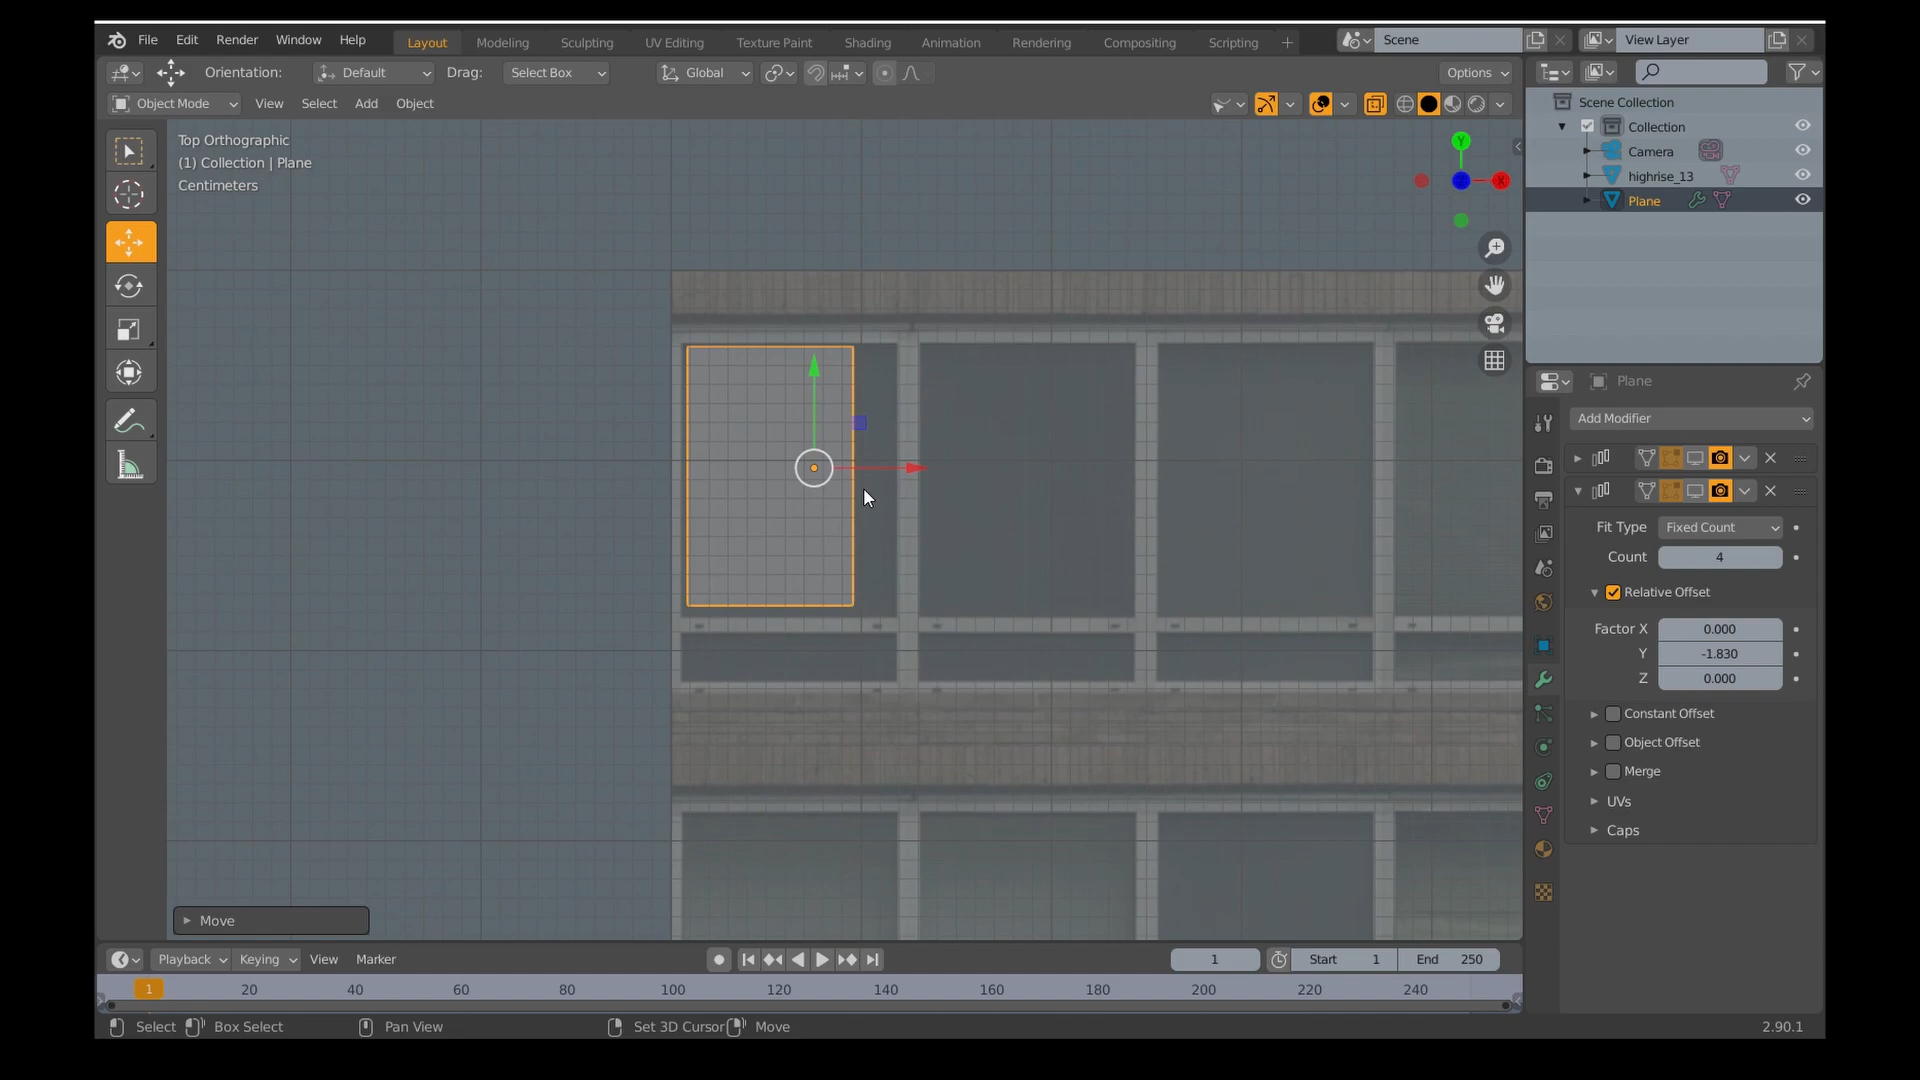 File Edit Render Window Help Layout Modeling Sculpting UV Editing Texture Paint Shading Animation Rendering Compositing Scripting + Scene View Layer
Orientation: Default Drag: Select Box Global Options
Object Mode View Select Add Object
Top Orthographic
(1) Collection | Plane
Centimeters
Y
Z
X
Scene Collection
Collection
Camera
highrise_13
Plane
Plane
Add Modifier
Fit Type Fixed Count
Count 4
Relative Offset
Factor X 0.000
Y -1.830
Z 0.000
Constant Offset
Object Offset
Merge
UVs
Caps
Move
Playback Keying View Marker 1 Start 1 End 250
1 20 40 60 80 100 120 140 160 180 200 220 240
Select Box Select Pan View Set 3D Cursor Move 2.90.1